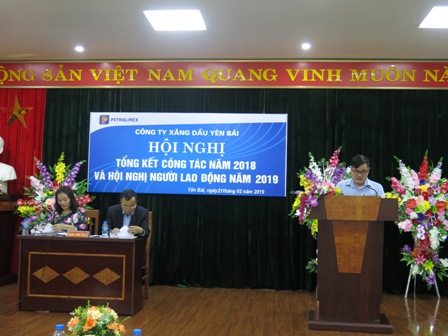 ỘNG SẢN VIỆT NAM QUANG VINH MUÔN NĂM
PETROLIMEX
CÔNG TY XĂNG DẦU YÊN BÁI
HỘI NGHỊ
TỔNG KẾT CÔNG TÁC NĂM 2018
VÀ HỘI NGHỊ NGƯỜI LAO ĐỘNG NĂM 2019
Yên Bái, ngày 21 tháng 02 năm 2019